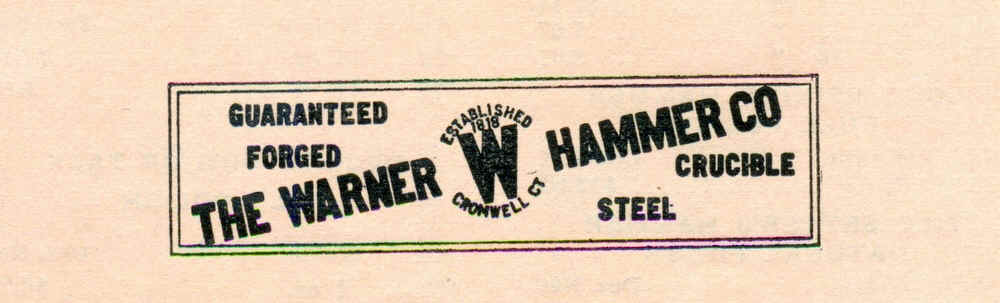 GUARANTEED
FORGED
THE WARNER
ESTABLISHED
1818
W
CROMWELL CT
HAMMER CO
CRUCIBLE
STEEL